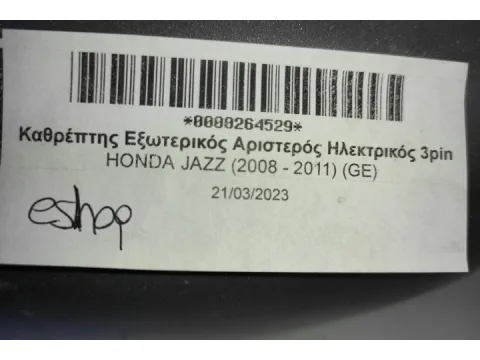 *0000264529*
Καθρέπτης Εξωτερικός Αριστερός Ηλεκτρικός 3pin
HONDA JAZZ (2008 - 2011) (GE)
21/03/2023
eshop